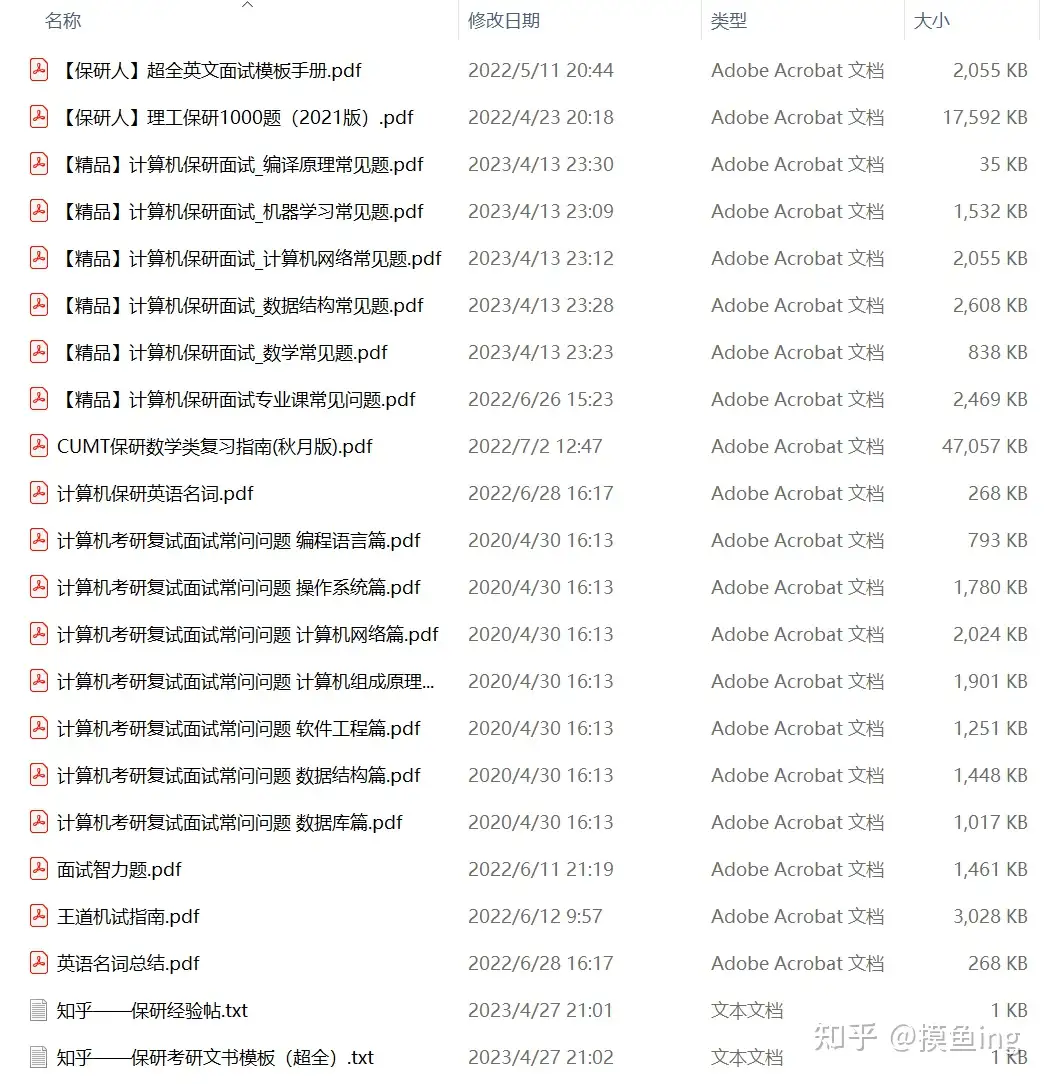 名称 修改日期 类型 大小
【保研人】超全英文面试模板手册.pdf 2022/5/11 20:44 Adobe Acrobat 文档 2,055 KB
【保研人】理工保研1000题（2021版）.pdf 2022/4/23 20:18 Adobe Acrobat 文档 17,592 KB
【精品】计算机保研面试_编译原理常见题.pdf 2023/4/13 23:30 Adobe Acrobat 文档 35 KB
【精品】计算机保研面试_机器学习常见题.pdf 2023/4/13 23:09 Adobe Acrobat 文档 1,532 KB
【精品】计算机保研面试_计算机网络常见题.pdf 2023/4/13 23:12 Adobe Acrobat 文档 2,055 KB
【精品】计算机保研面试_数据结构常见题.pdf 2023/4/13 23:28 Adobe Acrobat 文档 2,608 KB
【精品】计算机保研面试_数学常见题.pdf 2023/4/13 23:23 Adobe Acrobat 文档 838 KB
【精品】计算机保研面试专业课常见问题.pdf 2022/6/26 15:23 Adobe Acrobat 文档 2,469 KB
CUMT保研数学类复习指南(秋月版).pdf 2022/7/2 12:47 Adobe Acrobat 文档 47,057 KB
计算机保研英语名词.pdf 2022/6/28 16:17 Adobe Acrobat 文档 268 KB
计算机考研复试面试常问问题 编程语言篇.pdf 2020/4/30 16:13 Adobe Acrobat 文档 793 KB
计算机考研复试面试常问问题 操作系统篇.pdf 2020/4/30 16:13 Adobe Acrobat 文档 1,780 KB
计算机考研复试面试常问问题 计算机网络篇.pdf 2020/4/30 16:13 Adobe Acrobat 文档 2,024 KB
计算机考研复试面试常问问题 计算机组成原理... 2020/4/30 16:13 Adobe Acrobat 文档 1,901 KB
计算机考研复试面试常问问题 软件工程篇.pdf 2020/4/30 16:13 Adobe Acrobat 文档 1,251 KB
计算机考研复试面试常问问题 数据结构篇.pdf 2020/4/30 16:13 Adobe Acrobat 文档 1,448 KB
计算机考研复试面试常问问题 数据库篇.pdf 2020/4/30 16:13 Adobe Acrobat 文档 1,017 KB
面试智力题.pdf 2022/6/11 21:19 Adobe Acrobat 文档 1,461 KB
王道机试指南.pdf 2022/6/12 9:57 Adobe Acrobat 文档 3,028 KB
英语名词总结.pdf 2022/6/28 16:17 Adobe Acrobat 文档 268 KB
知乎——保研经验帖.txt 2023/4/27 21:01 文本文档 1 KB
知乎——保研考研文书模板（超全）.txt 2023/4/27 21:02 文本文档 1 KB
知乎 @摸鱼ing